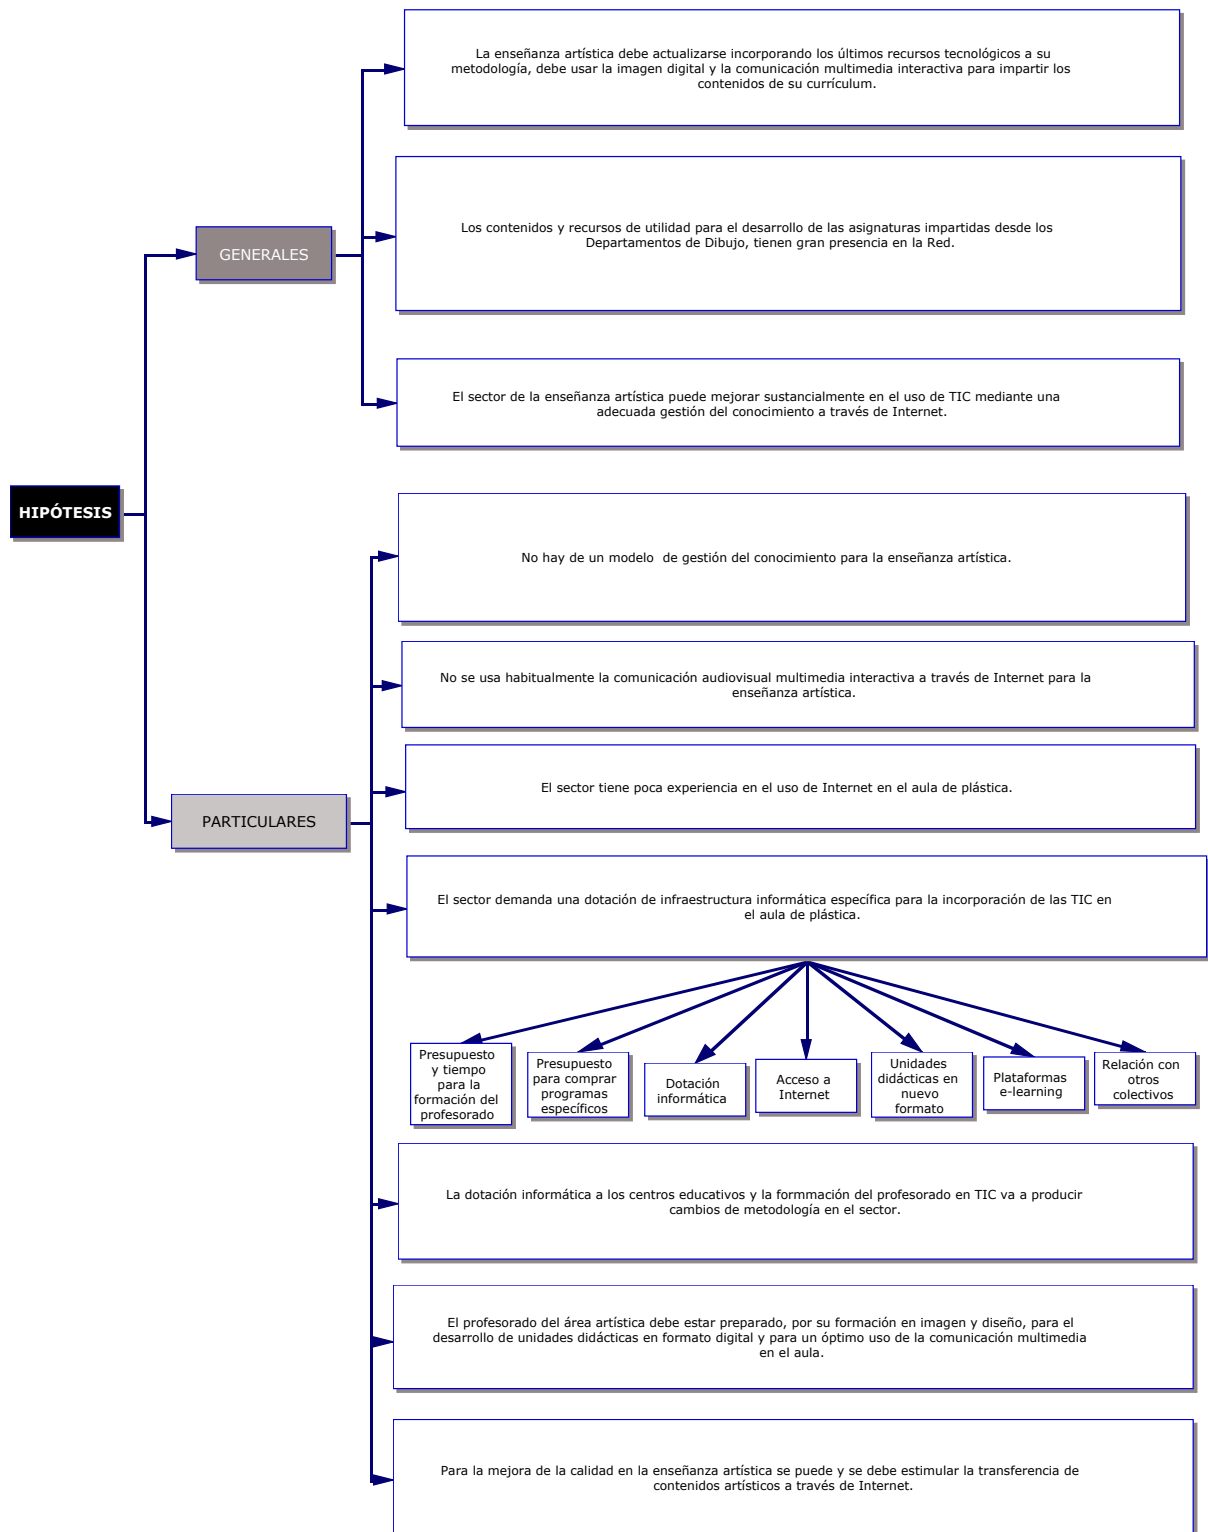 La enseñanza artística debe actualizarse incorporando los últimos recursos tecnológicos a su
metodología, debe usar la imagen digital y la comunicación multimedia interactiva para impartir los
contenidos de su currículum.
Los contenidos y recursos de utilidad para el desarrollo de las asignaturas impartidas desde los
Departamentos de Dibujo, tienen gran presencia en la Red.
GENERALES
El sector de la enseñanza artística puede mejorar sustancialmente en el uso de TIC mediante una
adecuada gestión del conocimiento a través de Internet.
HIPÓTESIS
No hay de un modelo  de gestión del conocimiento para la enseñanza artística.
No se usa habitualmente la comunicación audiovisual multimedia interactiva a través de Internet para la
enseñanza artística.
El sector tiene poca experiencia en el uso de Internet en el aula de plástica.
PARTICULARES
El sector demanda una dotación de infraestructura informática específica para la incorporación de las TIC en
el aula de plástica.
Presupuesto
y tiempo
para la
formación del
profesorado
Presupuesto
para comprar
programas
específicos
Dotación
informática
Acceso a
Internet
Unidades
didácticas en
nuevo
formato
Plataformas
e-learning
Relación con
otros
colectivos
La dotación informática a los centros educativos y la formmación del profesorado en TIC va a producir
cambios de metodología en el sector.
El profesorado del área artística debe estar preparado, por su formación en imagen y diseño, para el
desarrollo de unidades didácticas en formato digital y para un óptimo uso de la comunicación multimedia
en el aula.
Para la mejora de la calidad en la enseñanza artística se puede y se debe estimular la transferencia de
contenidos artísticos a través de Internet.